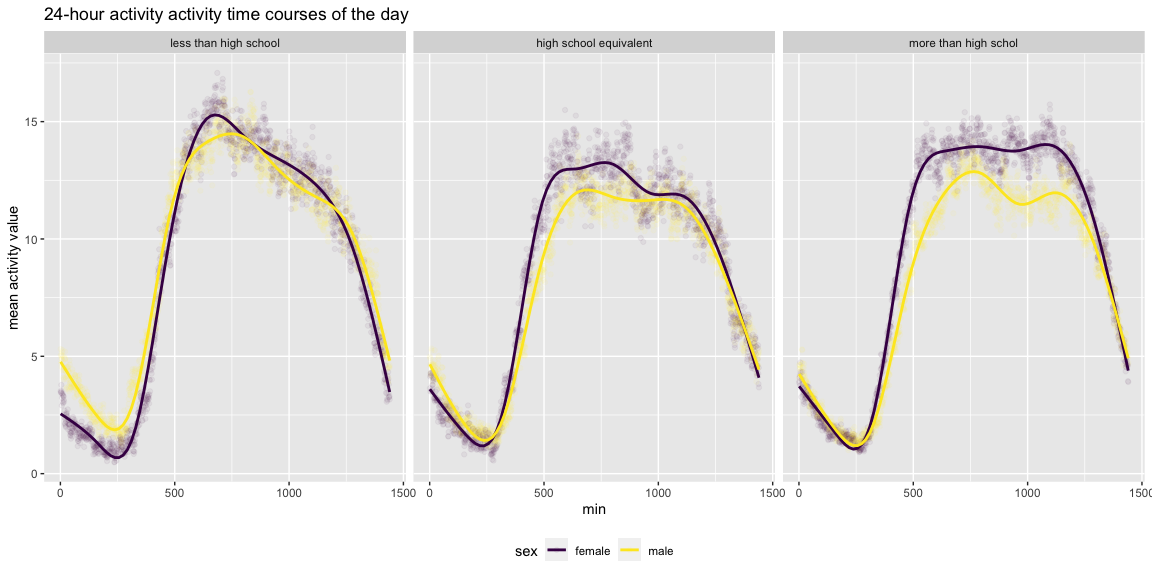 24-hour activity activity time courses of the day
less than high school
high school equivalent
more than high schol
mean activity value
15
10
5
0
0 500 1000 1500
0 500 1000 1500
0 500 1000 1500
min
sex female male